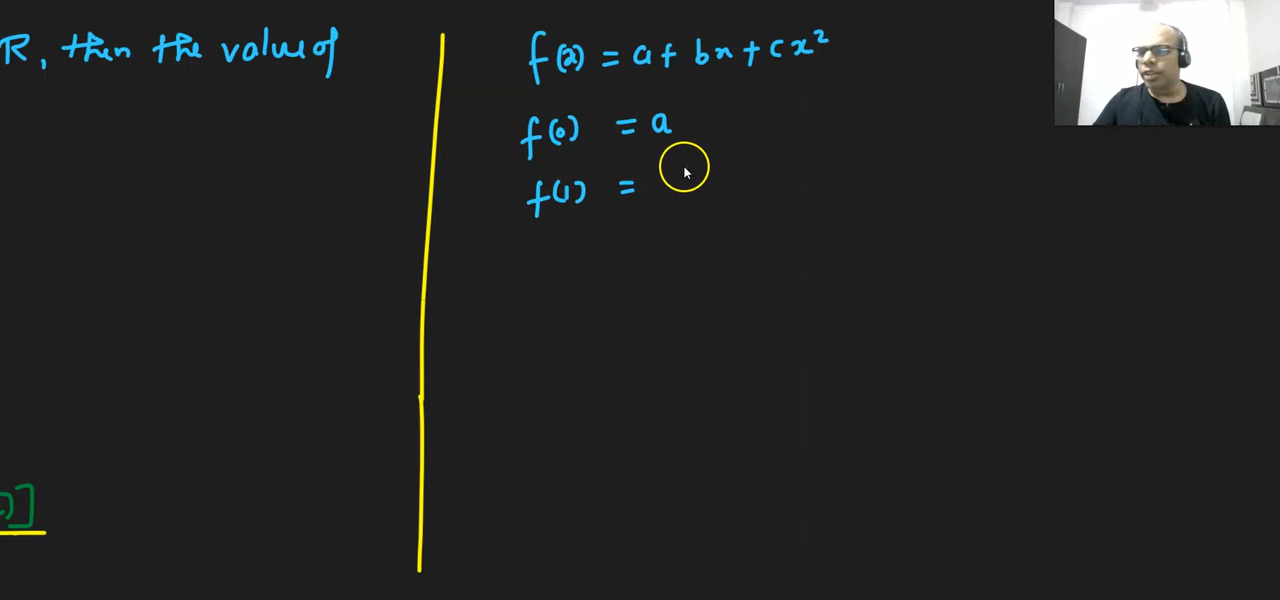 R, then the value of
f(x) = a + bx + cx²
f(0) = a
f(1) =
)]